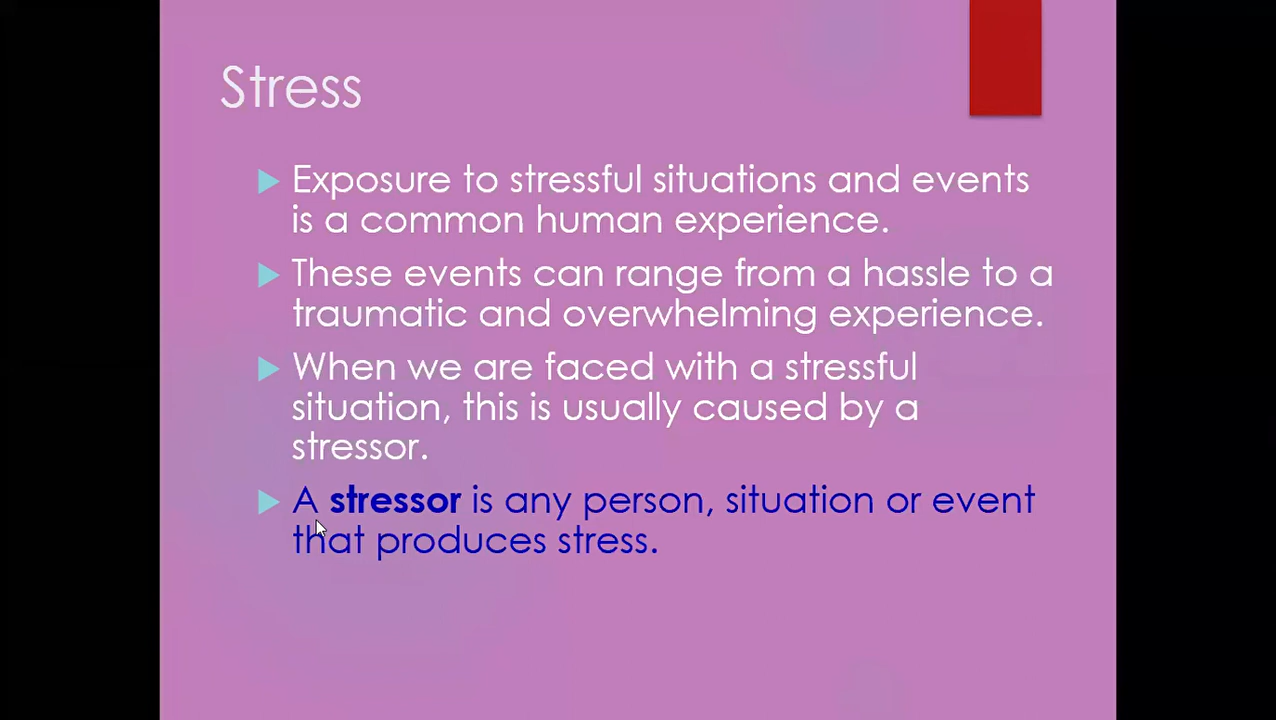 Stress
Exposure to stressful situations and events
is a common human experience.
These events can range from a hassle to a
traumatic and overwhelming experience.
When we are faced with a stressful
situation, this is usually caused by a
stressor.
A stressor is any person, situation or event
that produces stress.